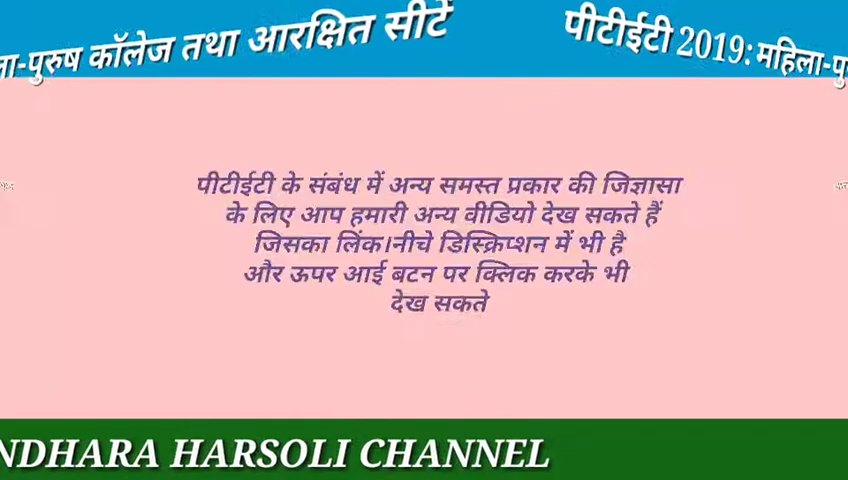 ला-पुरुष कॉलेज तथा आरक्षित सीटें
पीटीईटी 2019: महिला-पु
पीटीईटी के संबंध में अन्य समस्त प्रकार की जिज्ञासा
के लिए आप हमारी अन्य वीडियो देख सकते हैं
जिसका लिंक।नीचे डिस्क्रिप्शन में भी है
और ऊपर आई बटन पर क्लिक करके भी
देख सकते
NDHARA HARSOLI CHANNEL